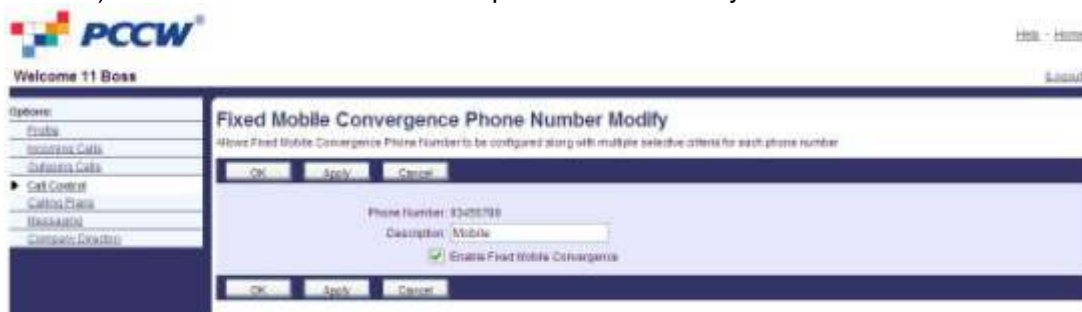 PCCW
Help - Home
Welcome 11 Boss
Logout
Options:
Profile
Incoming Calls
Outgoing Calls
Call Control
Calling Plans
Messaging
Company Directory
Fixed Mobile Convergence Phone Number Modify
Allows Fixed Mobile Convergence Phone Number to be configured along with multiple selective criteria for each phone number
OK Apply Cancel
Phone Number:
Description: Mobile
Enable Fixed Mobile Convergence
OK Apply Cancel